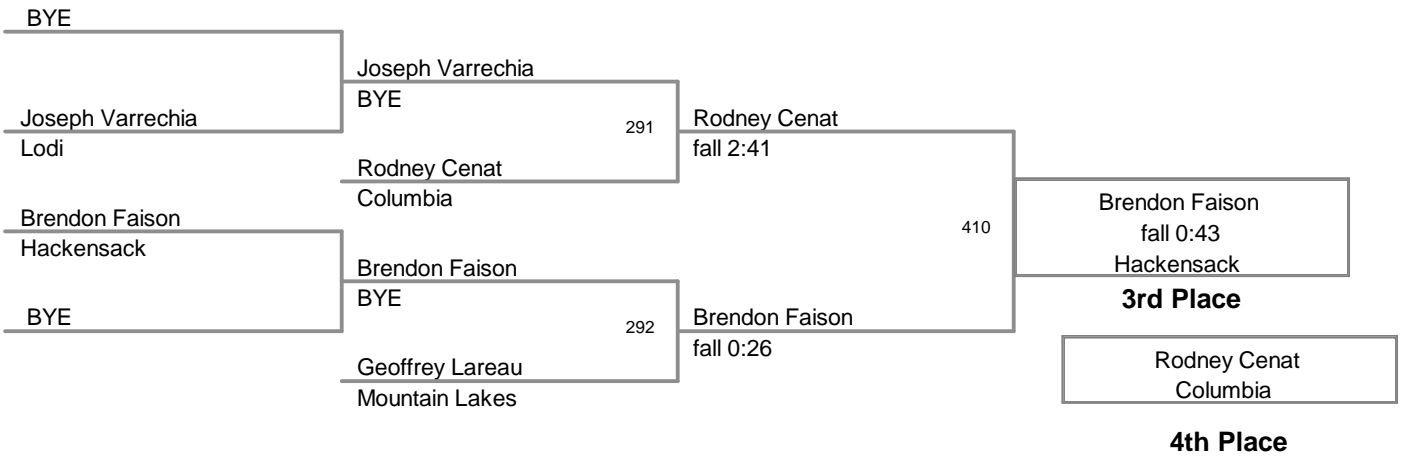 BYE
Joseph Varrechia
BYE
Joseph Varrechia
Lodi
291
Rodney Cenat
fall 2:41
Rodney Cenat
Columbia
Brendon Faison
Hackensack
410
Brendon Faison
fall 0:43
Hackensack
3rd Place
Brendon Faison
BYE
BYE
292
Brendon Faison
fall 0:26
Geoffrey Lareau
Mountain Lakes
Rodney Cenat
Columbia
4th Place